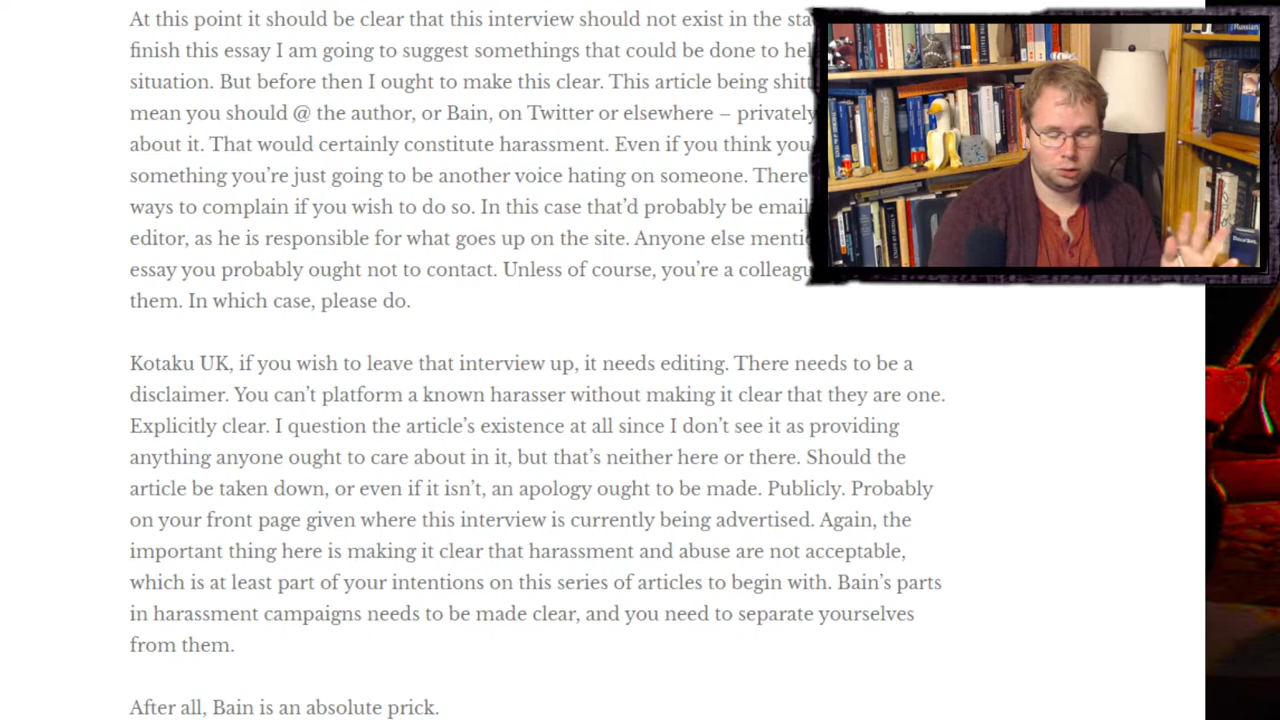 At this point it should be clear that this interview should not exist in the
finish this essay I am going to suggest somethings that could be done to
situation. But before then I ought to make this clear. This article being
mean you should @ the author, or Bain, on Twitter or elsewhere – privately
about it. That would certainly constitute harassment. Even if you think you
something you're just going to be another voice hating on someone. There
ways to complain if you wish to do so. In this case that'd probably be
editor, as he is responsible for what goes up on the site. Anyone else
essay you probably ought not to contact. Unless of course, you're a
them. In which case, please do.
Kotaku UK, if you wish to leave that interview up, it needs editing. There needs to be a
disclaimer. You can't platform a known harasser without making it clear that they are one.
Explicitly clear. I question the article's existence at all since I don't see it as providing
anything anyone ought to care about in it, but that's neither here or there. Should the
article be taken down, or even if it isn't, an apology ought to be made. Publicly. Probably
on your front page given where this interview is currently being advertised. Again, the
important thing here is making it clear that harassment and abuse are not acceptable,
which is at least part of your intentions on this series of articles to begin with. Bain's parts
in harassment campaigns needs to be made clear, and you need to separate yourselves
from them.
After all, Bain is an absolute prick.
Russian